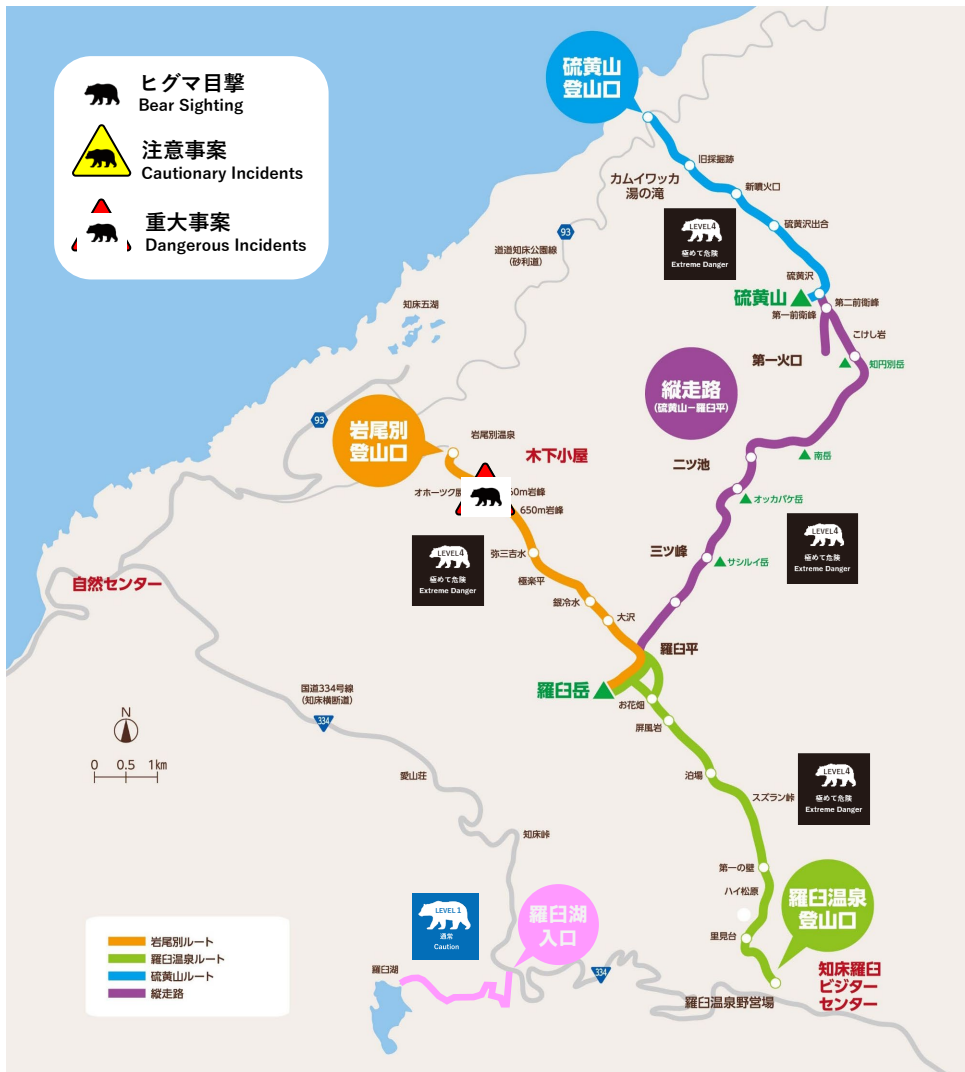 ヒグマ目撃
Bear Sighting
注意事案
Cautionary Incidents
重大事案
Dangerous Incidents
硫黄山
登山口
旧採掘跡
カムイワッカ
湯の滝
新噴火口
93
道道知床公園線
(砂利道)
LEVEL4
極めて危険
Extreme Danger
硫黄沢出合
硫黄沢
硫黄山
第二前衛峰
第一前衛峰
知床五湖
こけし岩
第一火口
知円別岳
縦走路
(硫黄山ー羅臼平)
93
岩尾別
登山口
岩尾別温泉
木下小屋
二ツ池
南岳
オホーツク
50m岩峰
650m岩峰
オッカバケ岳
LEVEL4
極めて危険
Extreme Danger
弥三吉水
三ツ峰
サシルイ岳
LEVEL4
極めて危険
Extreme Danger
自然センター
極楽平
銀冷水
大沢
羅臼平
羅臼岳
国道334号線
(知床横断道)
334
お花畑
屏風岩
N
0 0.5 1km
愛山荘
泊場
スズラン峠
LEVEL4
極めて危険
Extreme Danger
知床峠
第一の壁
ハイ松原
羅臼温泉
登山口
LEVEL 1
通常
Caution
羅臼湖
入口
里見台
岩尾別ルート
羅臼温泉ルート
硫黄山ルート
縦走路
羅臼湖
334
羅臼温泉野営場
知床羅臼
ビジター
センター